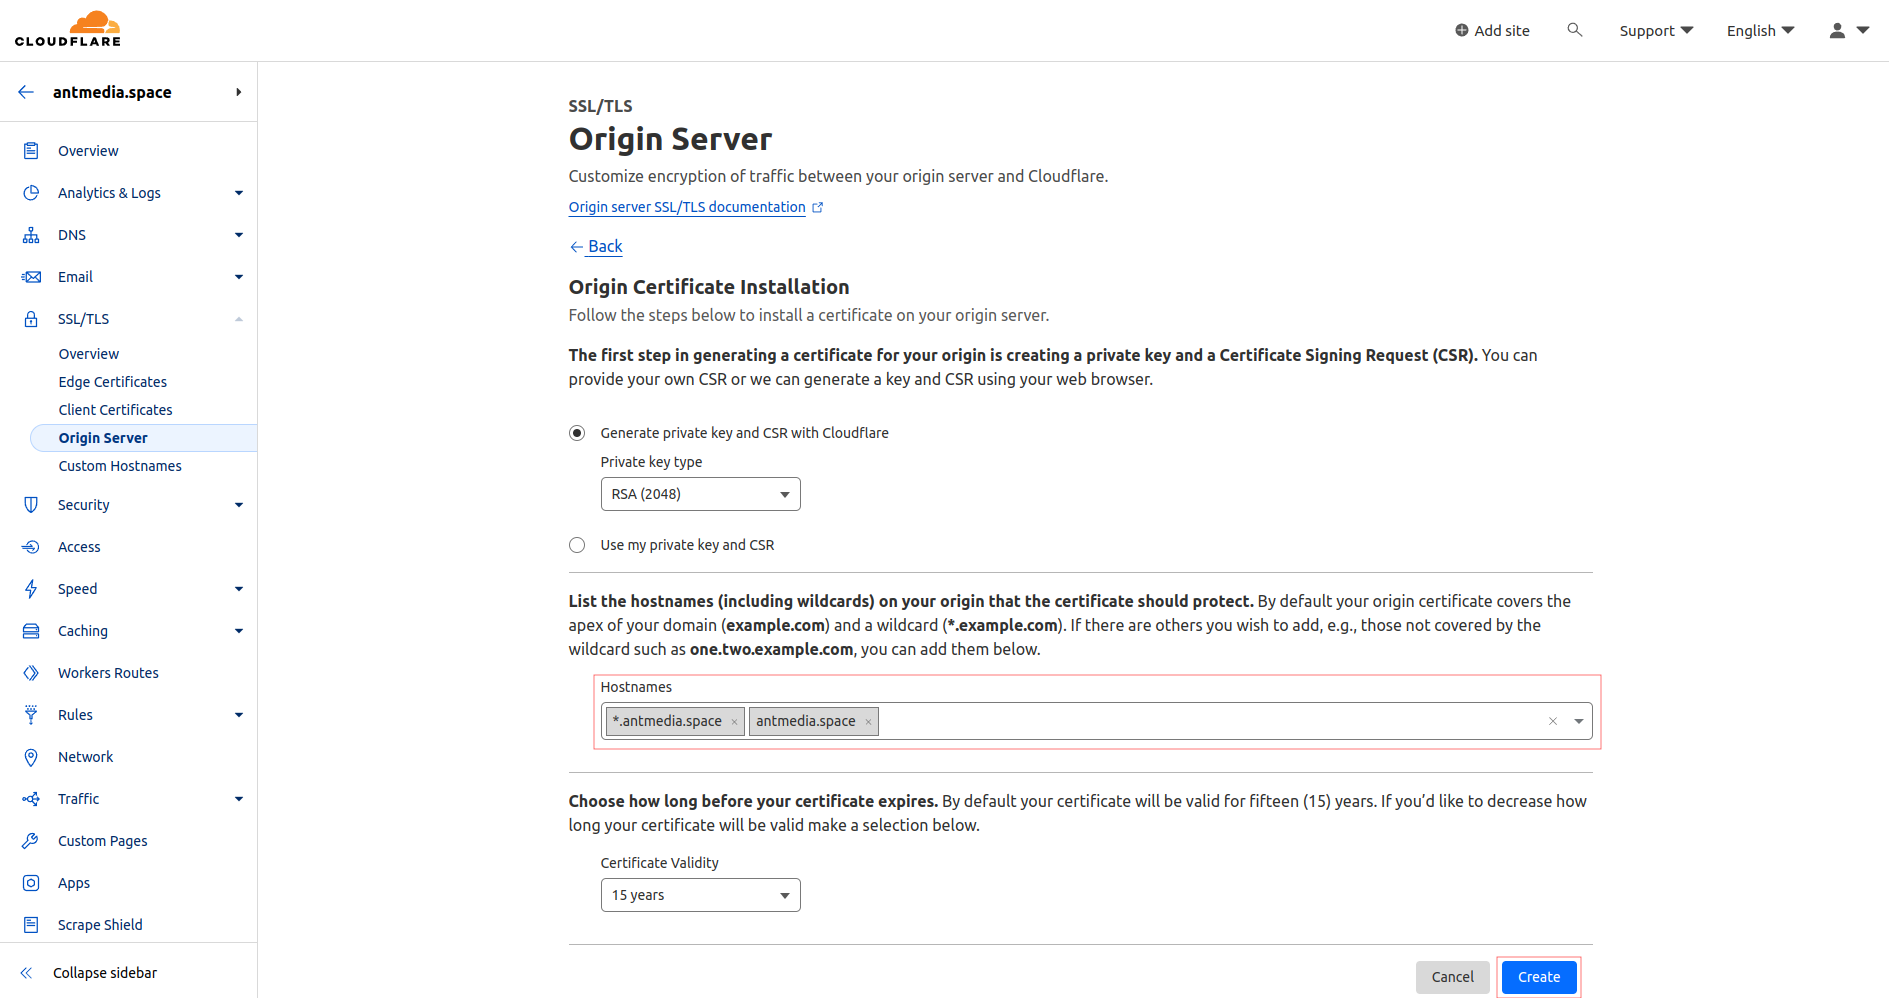 CLOUDFLARE
Add site
Support
English
antmedia.space
Overview
Analytics & Logs
DNS
Email
SSL/TLS
Overview
Edge Certificates
Client Certificates
Origin Server
Custom Hostnames
Security
Access
Speed
Caching
Workers Routes
Rules
Network
Traffic
Custom Pages
Apps
Scrape Shield
Collapse sidebar
SSL/TLS
Origin Server
Customize encryption of traffic between your origin server and Cloudflare.
Origin server SSL/TLS documentation
Back
Origin Certificate Installation
Follow the steps below to install a certificate on your origin server.
The first step in generating a certificate for your origin is creating a private key and a Certificate Signing Request (CSR). You can
provide your own CSR or we can generate a key and CSR using your web browser.
Generate private key and CSR with Cloudflare
Private key type
RSA (2048)
Use my private key and CSR
List the hostnames (including wildcards) on your origin that the certificate should protect. By default your origin certificate covers the
apex of your domain (example.com) and a wildcard (*.example.com). If there are others you wish to add, e.g., those not covered by the
wildcard such as one.two.example.com, you can add them below.
Hostnames
*.antmedia.space × antmedia.space ×
Choose how long before your certificate expires. By default your certificate will be valid for fifteen (15) years. If you’d like to decrease how
long your certificate will be valid make a selection below.
Certificate Validity
15 years
Cancel
Create